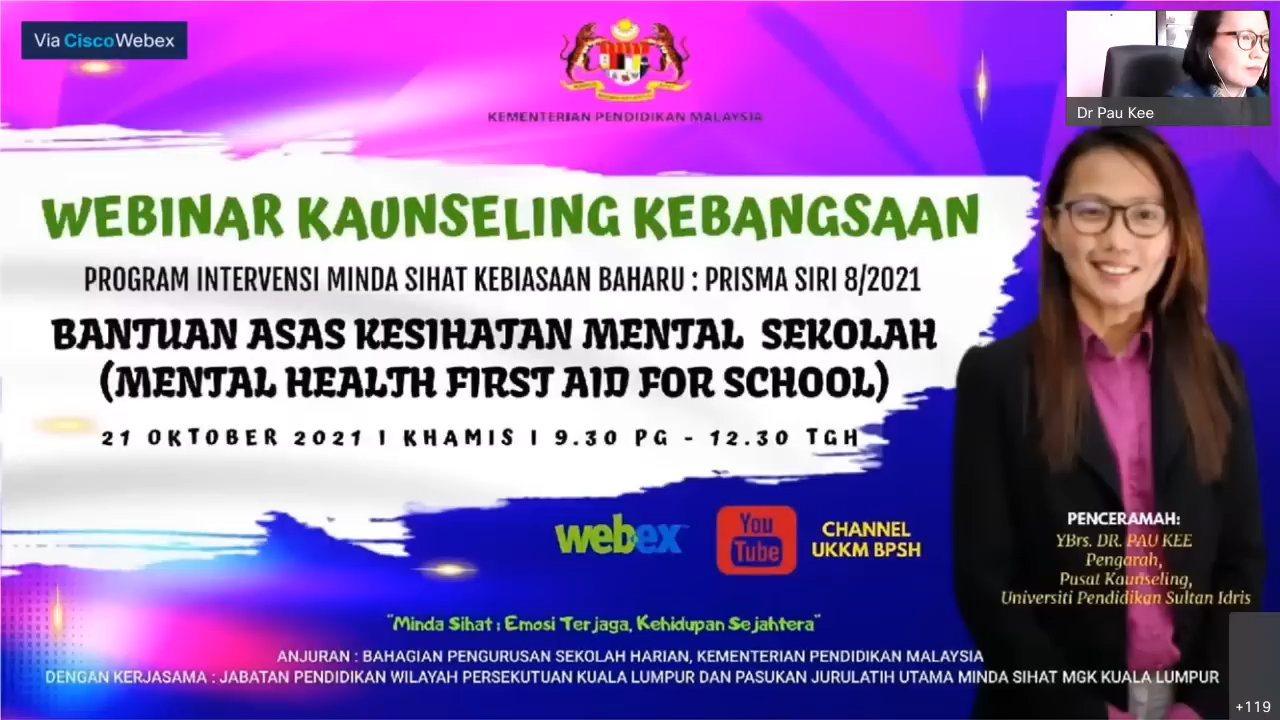 Via CiscoWebex
KEMENTERIAN PENDIDIKAN MALAYSIA
Dr Pau Kee
WEBINAR KAUNSELING KEBANGSAAN
PROGRAM INTERVENSI MINDA SIHAT KEBIASAAN BAHARU : PRISMA SIRI 8/2021
BANTUAN ASAS KESIHATAN MENTAL SEKOLAH
(MENTAL HEALTH FIRST AID FOR SCHOOL)
21 OKTOBER 2021 I KHAMIS I 9.30 PG - 12.30 TGH
webex
You
Tube
CHANNEL
UKKM BPSH
PENCERAMAH:
YBrs. DR. PAU KEE
Pengarah,
Pusat Kaunseling,
Universiti Pendidikan Sultan Idris
"Minda Sihat : Emosi Terjaga, Kehidupan Sejahtera"
ANJURAN : BAHAGIAN PENGURUSAN SEKOLAH HARIAN, KEMENTERIAN PENDIDIKAN MALAYSIA
DENGAN KERJASAMA : JABATAN PENDIDIKAN WILAYAH PERSEKUTUAN KUALA LUMPUR DAN PASUKAN JURULATIH UTAMA MINDA SIHAT MGK KUALA LUMPUR
+119